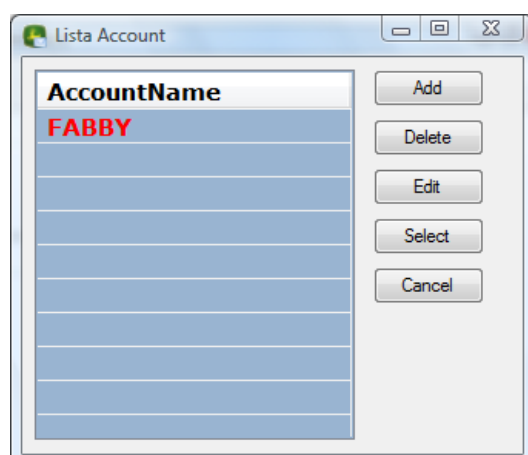 Lista Account
AccountName
FABBY
Add
Delete
Edit
Select
Cancel